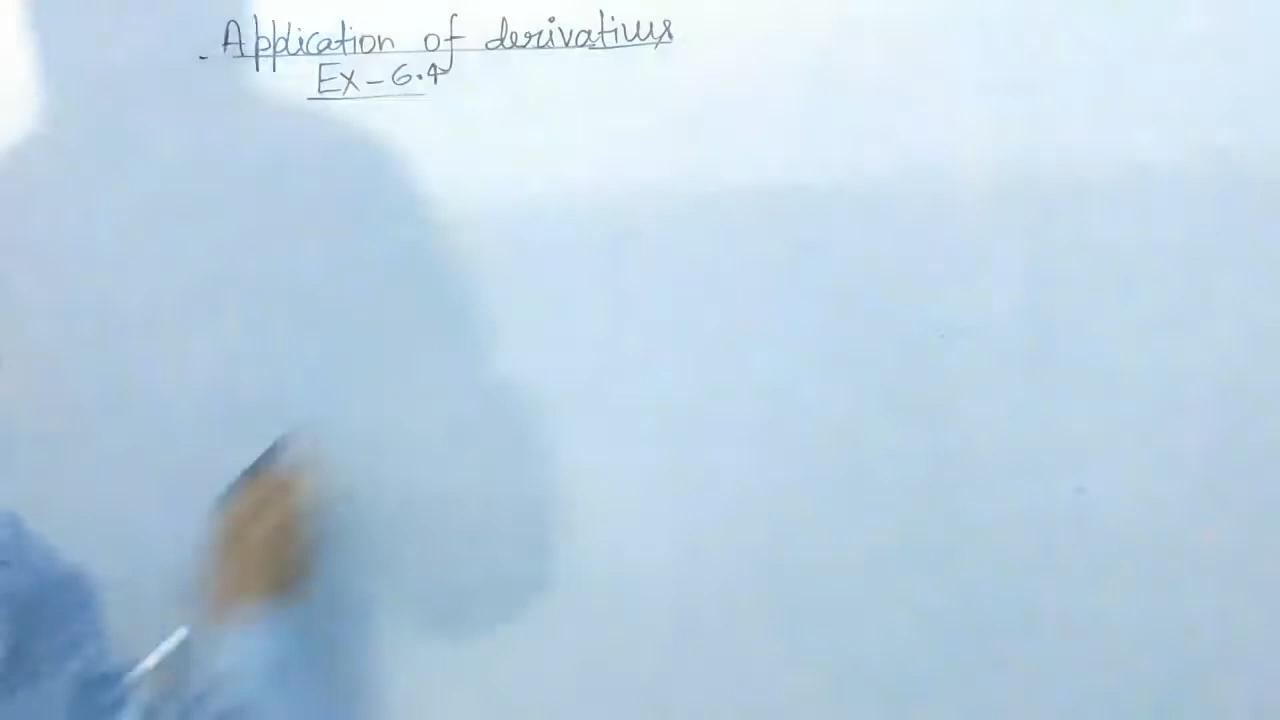 Application of derivatives
Ex - 6.4